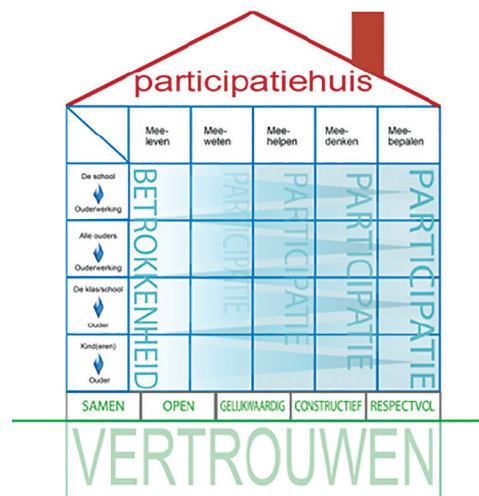 participatiehuis
Mee-
leven
Mee-
weten
Mee-
helpen
Mee-
denken
Mee-
bepalen
De school
Ouderwerking
Alle ouders
Ouderwerking
De klas/school
Ouder
Kind(eren)
Ouder
BETROKKENHEID
PARTICIPATIE
PARTICIPATIE
PARTICIPATIE
PARTICIPATIE
SAMEN
OPEN
GELIJKWAARDIG
CONSTRUCTIEF
RESPECTVOL
VERTROUWEN